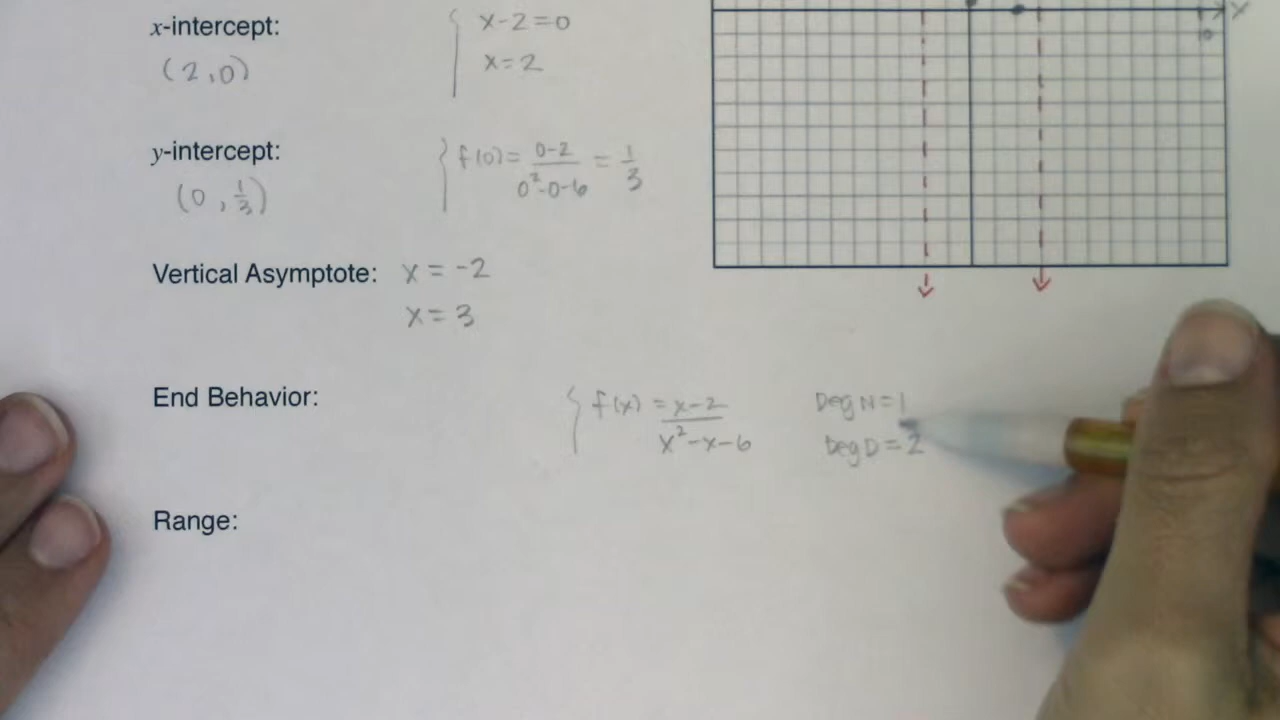 x-intercept:
(2,0)
x-2=0
x=2
y-intercept:
(0, 1/3)
f(0)= 0-2 / 0²-0-6 = 1/3
Vertical Asymptote: x = -2
x = 3
End Behavior:
f(x) = x-2 / x²-x-6
Deg N=1
Deg D=2
Range:
x
10